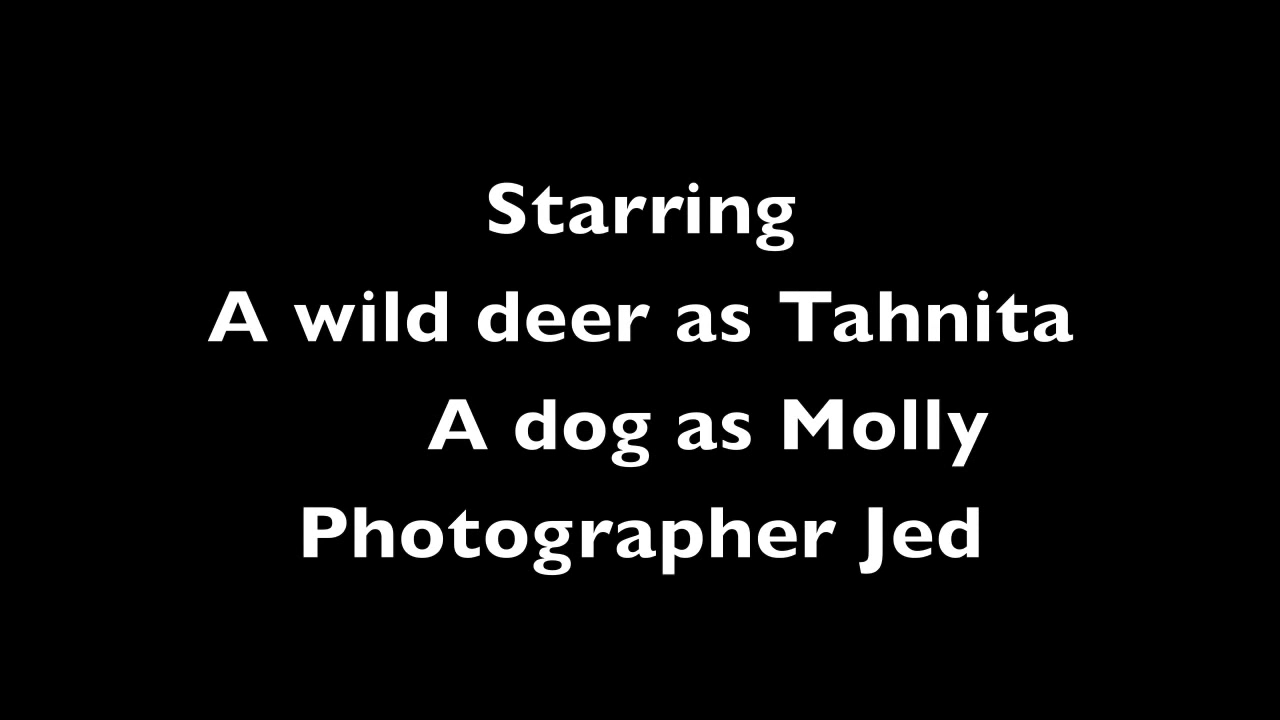 Starring
A wild deer as Tahnita
A dog as Molly
Photographer Jed